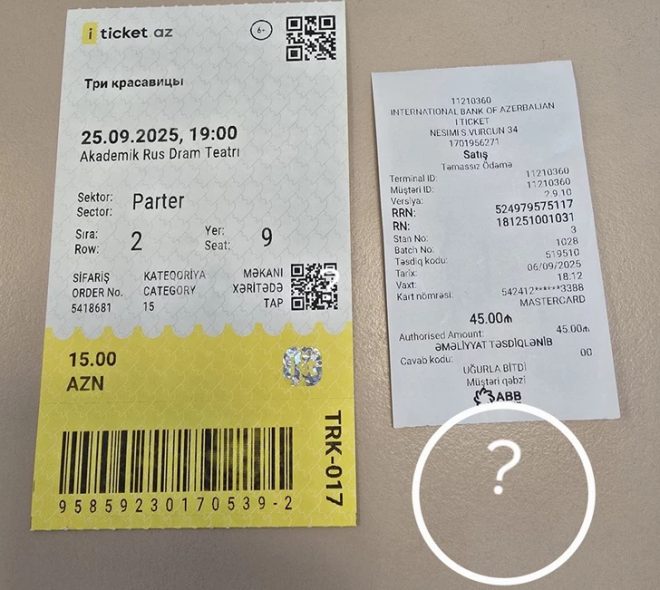 i ticket.az
6+
Три красавицы
25.09.2025, 19:00
Akademik Rus Dram Teatrı
Sektor:
Sector:
Parter
Sıra:
Row:
2
Yer:
Seat:
9
SİFARİŞ
ORDER No.
5418681
KATEQORİYA
CATEGORY
15
MƏKANI
XƏRİTƏDƏ
TAP
15.00
AZN
TRK-017
95859230170539-2
11210360
INTERNATIONAL BANK OF AZERBAIJAN
I TICKET
NESIMI S.VURGUN 34
1701956271
Satış
Təmassız Ödəmə
Terminal ID: 11210360
Müştəri ID: 11210360
Versiya: 2.9.10
RRN: 524979575117
RN: 181251001031
Stan No: 3
Batch No: 1028
Təsdiq kodu: 519510
Tarix: 06/09/2025
Vaxt: 18:12
Kart nömrəsi: 542412******3388
MASTERCARD
45.00₼
Authorised Amount: 45.00₼
ƏMƏLİYYAT TƏSDİQLƏNİB
Cavab kodu: 00
UĞURLA BİTDİ
Müştəri qəbzi
ABB
?